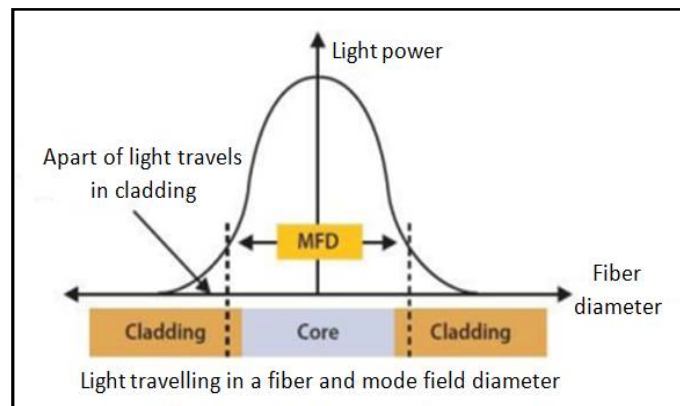 Light power
Apart of light travels
in cladding
MFD
Fiber
diameter
Cladding
Core
Cladding
Light travelling in a fiber and mode field diameter